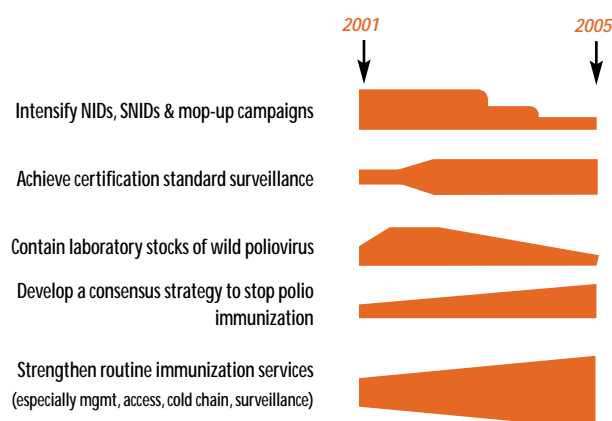 2001 2005
Intensify NIDs, SNIDs & mop-up campaigns
Achieve certification standard surveillance
Contain laboratory stocks of wild poliovirus
Develop a consensus strategy to stop polio
immunization
Strengthen routine immunization services
(especially mgmt, access, cold chain, surveillance)